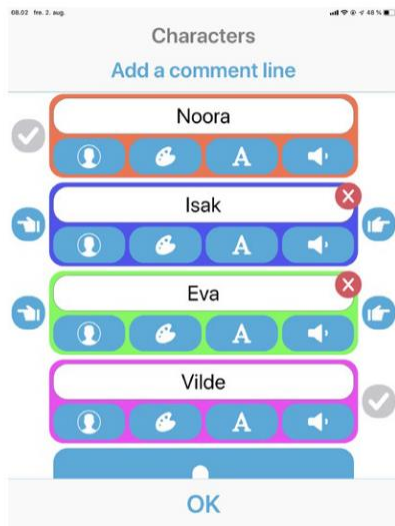 08.02 fre. 2. aug.
48 %
Characters
Add a comment line
Noora
A
Isak
A
Eva
A
Vilde
A
OK